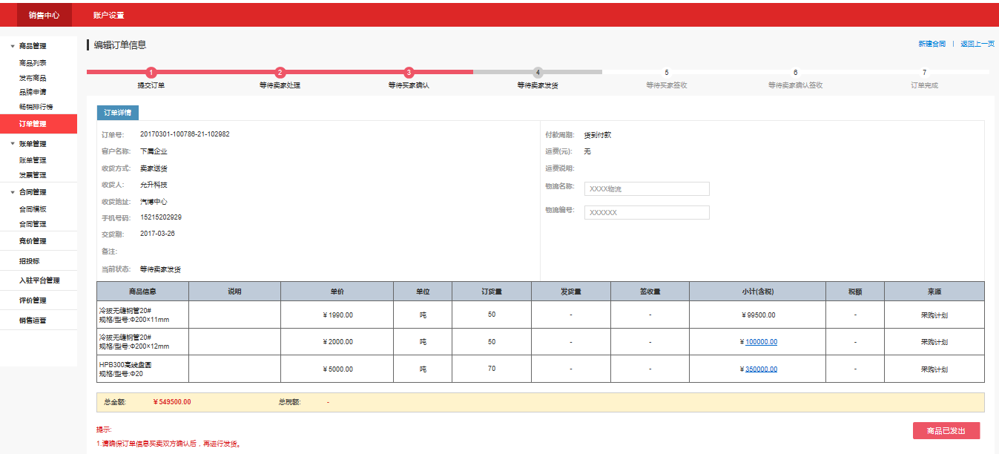 销售中心 账户设置
编辑订单信息
新建合同 | 返回上一页
商品管理
商品列表
发布商品
品牌申请
畅销排行榜
订单管理
账单管理
账单管理
发票管理
合同管理
合同模板
合同管理
竞价管理
招投标
入驻平台管理
评价管理
销售运营
1 2 3 4 5 6 7
提交订单 等待卖家处理 等待买家确认 等待卖家发货 等待买家签收 等待卖家确认签收 订单完成
订单详情
订单号: 20170301-100786-21-102982
客户名称: 下属企业
收货方式: 卖家送货
收货人: 允升科技
收货地址: 汽博中心
手机号码: 15215202929
交货期: 2017-03-26
备注:
当前状态: 等待卖家发货
付款周期: 货到付款
运费(元): 无
运费说明:
物流名称: XXXX物流
物流编号: XXXXXX
商品信息 说明 单价 单位 订货量 发货量 签收量 小计(含税) 税额 来源
冷拔无缝钢管20#
规格/型号:Φ200×11mm ¥1990.00 吨 50 - - ¥99500.00 - 采购计划
冷拔无缝钢管20#
规格/型号:Φ200×12mm ¥2000.00 吨 50 - - ¥100000.00 - 采购计划
HPB300高线盘圆
规格/型号:Φ20 ¥5000.00 吨 70 - - ¥350000.00 - 采购计划
总金额: ¥549500.00 总税额: -
提示:
1.请确保订单信息买卖双方确认后，再进行发货。
商品已发出